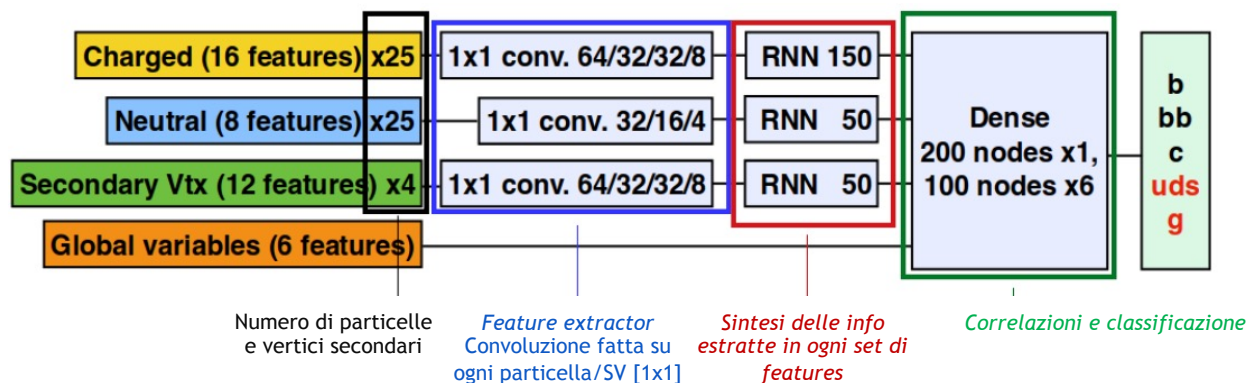 Charged (16 features) x25
1x1 conv. 64/32/32/8
RNN 150
Neutral (8 features) x25
1x1 conv. 32/16/4
RNN 50
Secondary Vtx (12 features) x4
1x1 conv. 64/32/32/8
RNN 50
Global variables (6 features)
Dense
200 nodes x1,
100 nodes x6
b
bb
c
uds
g
Numero di particelle
e vertici secondari
Feature extractor
Convoluzione fatta su
ogni particella/SV [1x1]
Sintesi delle info
estratte in ogni set di
features
Correlazioni e classificazione